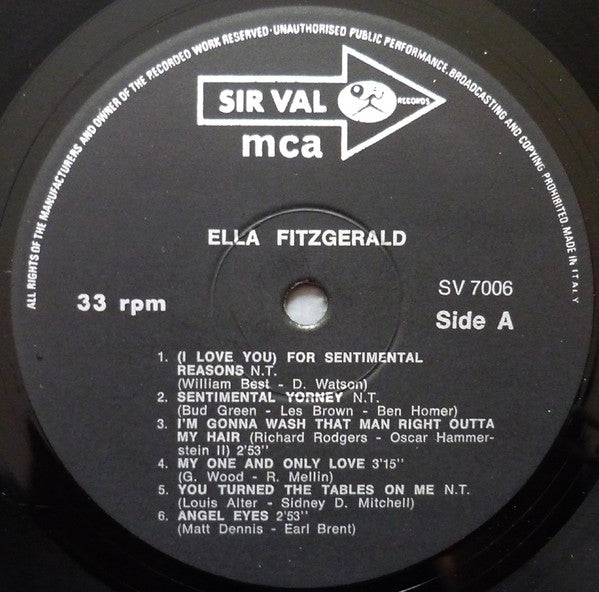 ALL RIGHTS OF THE MANUFACTURERS AND OWNER OF THE RECORDED WORK RESERVED-UNAUTHORISED PUBLIC PERFORMANCE, BROADCASTING AND COPYING PROHIBITED MADE IN ITALY
SIR VAL RECORDS
mca
ELLA FITZGERALD
33 rpm
SV 7006
Side A
1. (I LOVE YOU) FOR SENTIMENTAL
REASONS N.T.
(William Best - D. Watson)
2. SENTIMENTAL YORNEY N.T.
(Bud Green - Les Brown - Ben Homer)
3. I'M GONNA WASH THAT MAN RIGHT OUTTA
MY HAIR (Richard Rodgers - Oscar Hammer-
stein II) 2'53"
4. MY ONE AND ONLY LOVE 3'15"
(G. Wood - R. Mellin)
5. YOU TURNED THE TABLES ON ME N.T.
(Louis Alter - Sidney D. Mitchell)
6. ANGEL EYES 2'53"
(Matt Dennis - Earl Brent)